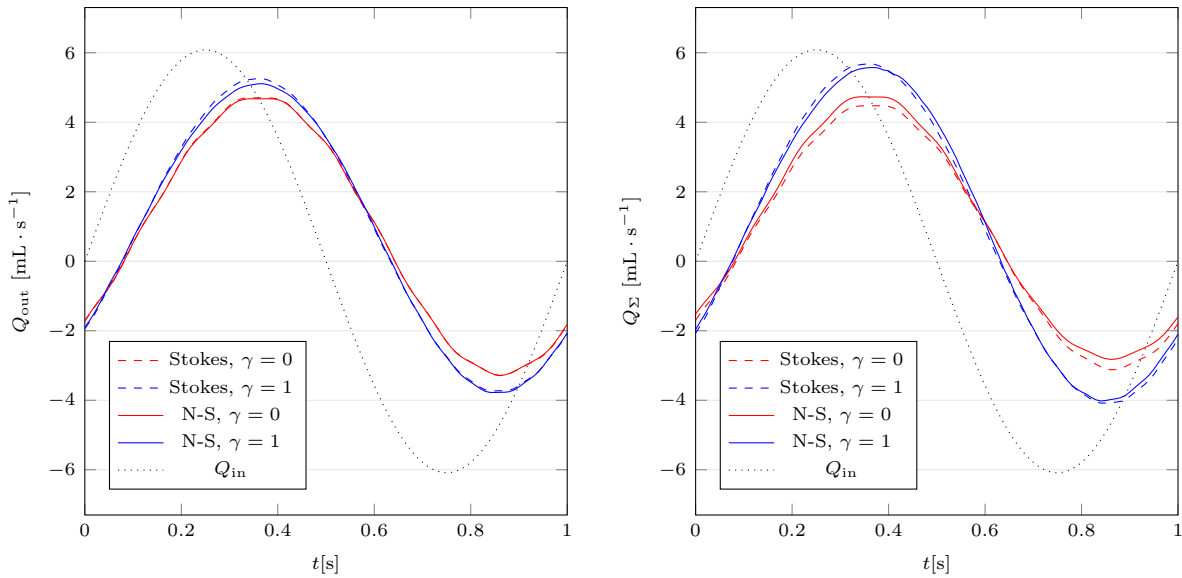 6
4
2
0
−2
−4
−6
Q_out [mL · s⁻¹]
Stokes, γ = 0
Stokes, γ = 1
N-S, γ = 0
N-S, γ = 1
Q_in
0 0.2 0.4 0.6 0.8 1
t[s]
6
4
2
0
−2
−4
−6
Q_Σ [mL · s⁻¹]
Stokes, γ = 0
Stokes, γ = 1
N-S, γ = 0
N-S, γ = 1
Q_in
0 0.2 0.4 0.6 0.8 1
t[s]